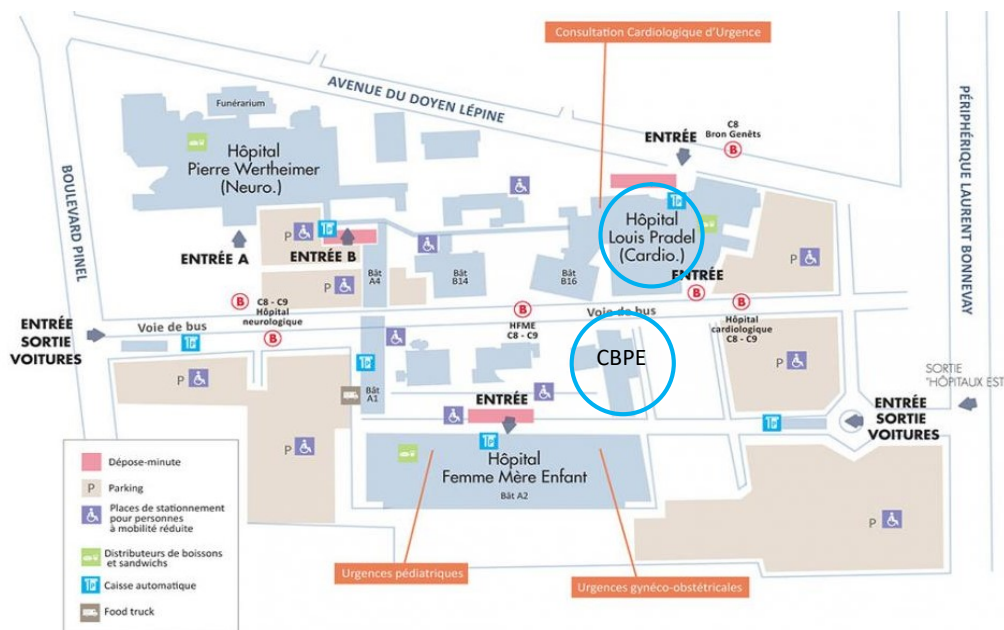 Consultation Cardiologique d'Urgence
AVENUE DU DOYEN LÉPINE
PÉRIPHÉRIQUE LAURENT BONNEVAY
BOULEVARD PINEL
Funérarium
Hôpital
Pierre Wertheimer
(Neuro.)
ENTRÉE
C8
Bron Genêts
B
Hôpital
Louis Pradel
(Cardio.)
P
ENTRÉE A
ENTRÉE B
Bât
A4
Bât
B14
Bât
B16
ENTRÉE
P
P
B
C8 - C9
Hôpital
neurologique
B
B
HFME
C8 - C9
B
B
Hôpital
cardiologique
C8 - C9
Voie de bus
Voie de bus
ENTRÉE
SORTIE
VOITURES
CBPE
P
P
Bât
A1
ENTRÉE
SORTIE
"HÔPITAUX EST
ENTRÉE
SORTIE
VOITURES
P
Hôpital
Femme Mère Enfant
Bât A2
P
Urgences pédiatriques
Urgences gynéco-obstétricales
Dépose-minute
P
Parking
Places de stationnement
pour personnes
à mobilité réduite
Distributeurs de boissons
et sandwichs
Caisse automatique
Food truck